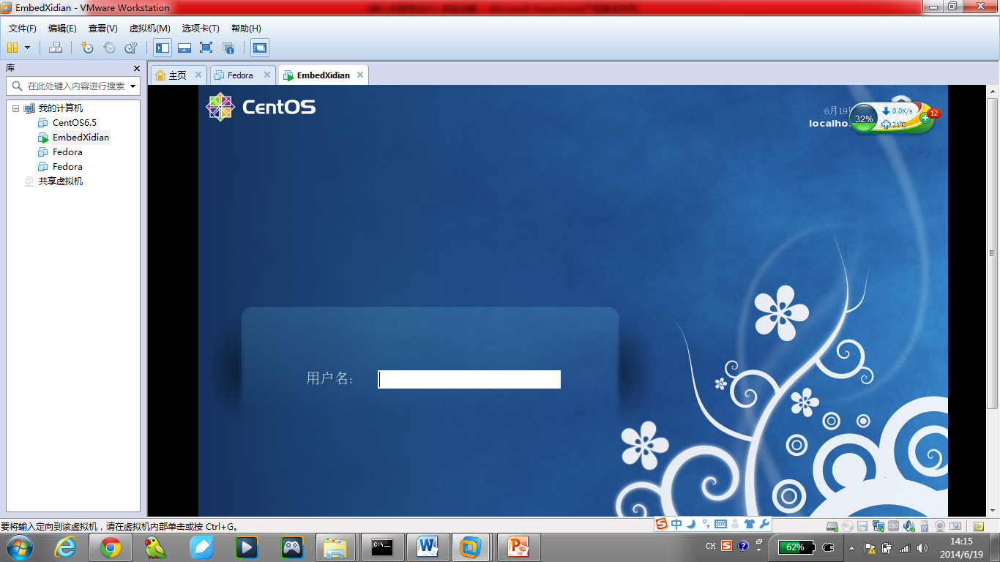 EmbedXidian - VMware Workstation
文件(F) 编辑(E) 查看(V) 虚拟机(M) 选项卡(T) 帮助(H)
库
在此处键入内容进行搜索
我的计算机
CentOS6.5
EmbedXidian
Fedora
Fedora
共享虚拟机
主页 Fedora EmbedXidian
CentOS
6月19
localho
32%
0.0K/s
21℃
12
用户名:
要将输入定向到该虚拟机，请在虚拟机内部单击或按 Ctrl+G。
中
CH
62%
14:15
2014/6/19